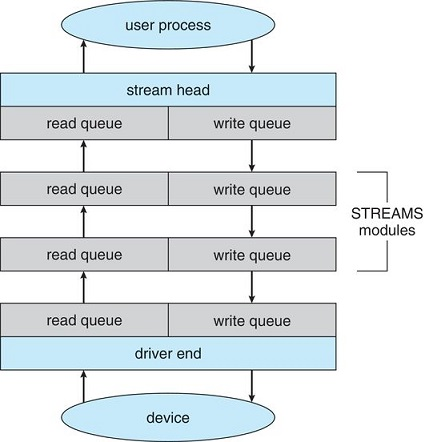 user process
stream head
read queue write queue
read queue write queue
STREAMS
modules
read queue write queue
read queue write queue
driver end
device